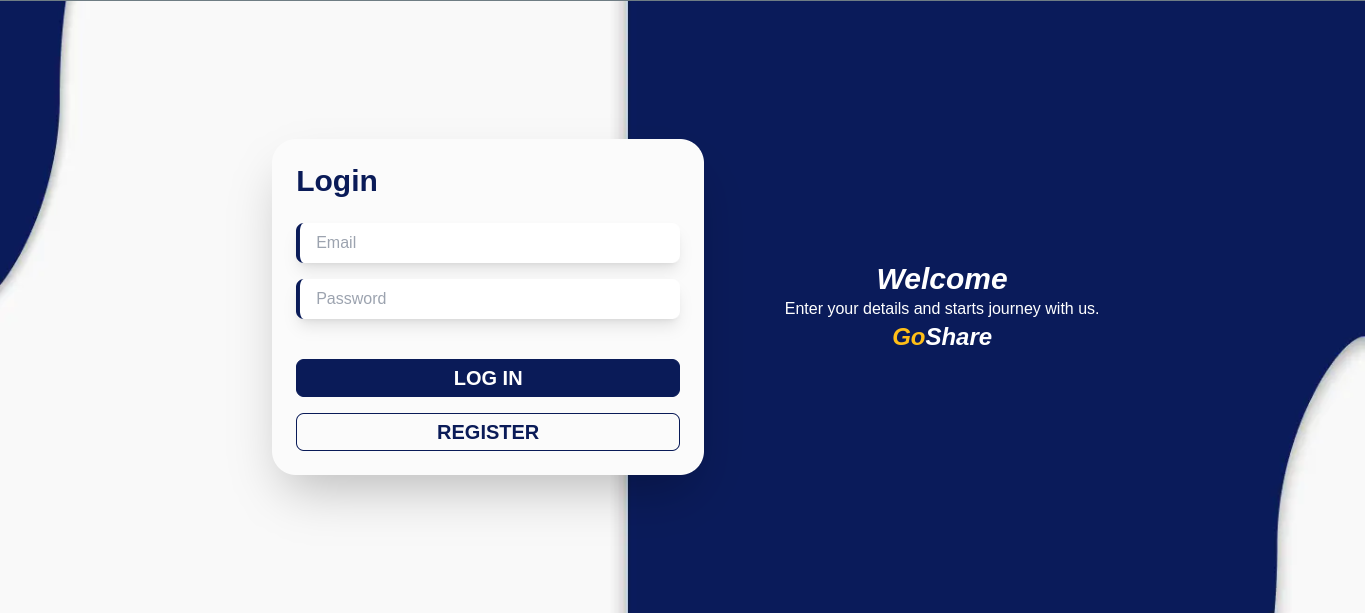 Login
Email
Password
LOG IN
REGISTER
Welcome
Enter your details and starts journey with us.
GoShare